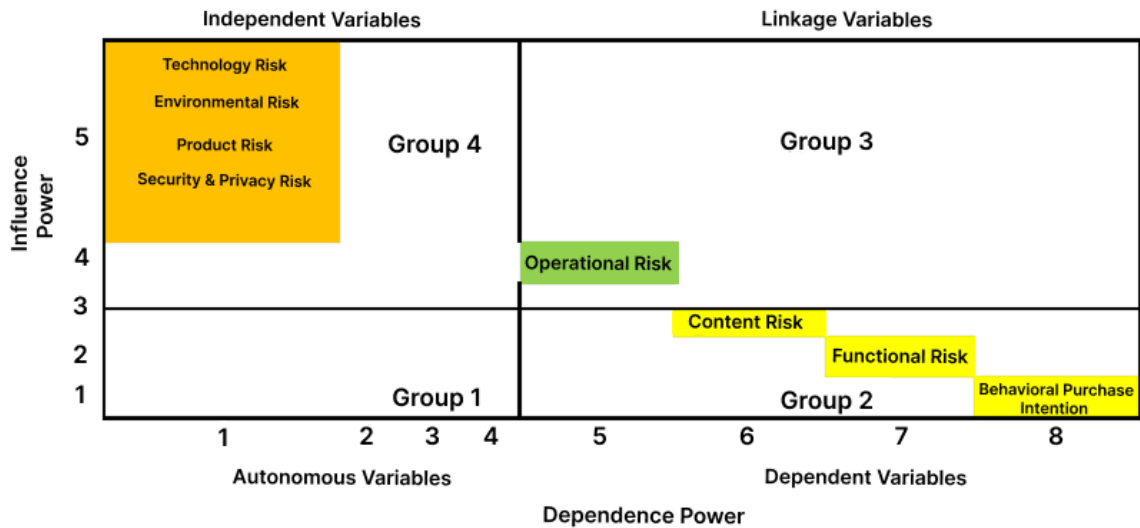 Independent Variables
Linkage Variables
Technology Risk
Environmental Risk
Product Risk
Security & Privacy Risk
Group 4
Group 3
5
Influence
Power
4
Operational Risk
3
Content Risk
2
Functional Risk
1
Group 1
Group 2
Behavioral Purchase
Intention
1
2
3
4
5
6
7
8
Autonomous Variables
Dependent Variables
Dependence Power